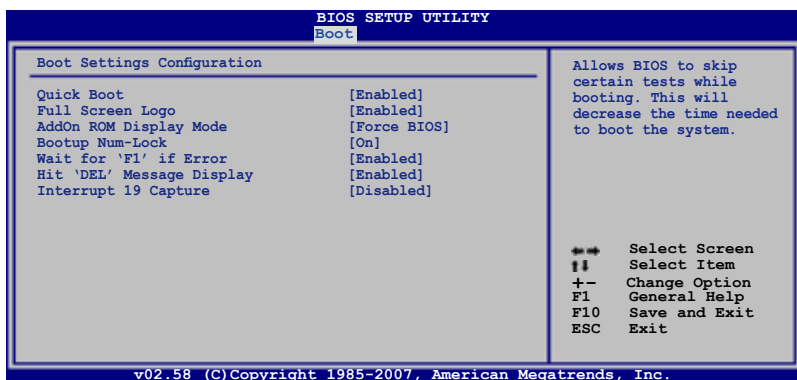 BIOS SETUP UTILITY
Boot
Boot Settings Configuration
Quick Boot [Enabled]
Full Screen Logo [Enabled]
AddOn ROM Display Mode [Force BIOS]
Bootup Num-Lock [On]
Wait for ‘F1’ if Error [Enabled]
Hit ‘DEL’ Message Display [Enabled]
Interrupt 19 Capture [Disabled]
Allows BIOS to skip
certain tests while
booting. This will
decrease the time needed
to boot the system.
←→ Select Screen
↑↓ Select Item
+- Change Option
F1 General Help
F10 Save and Exit
ESC Exit
v02.58 (C)Copyright 1985-2007, American Megatrends, Inc.